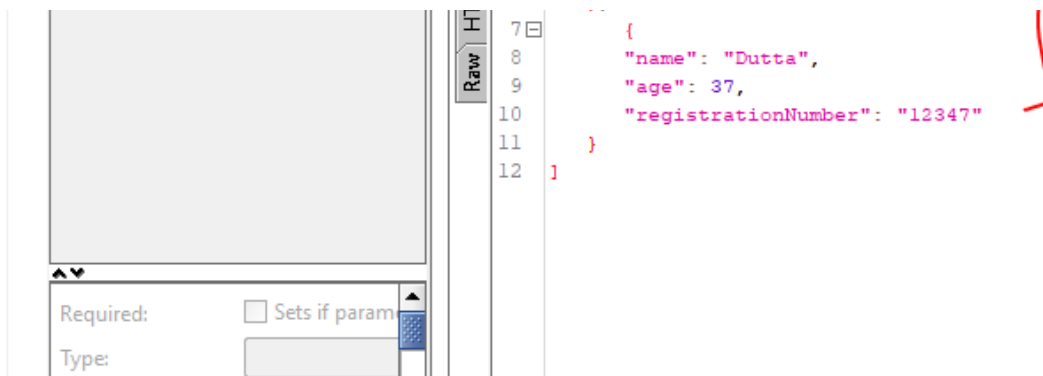 7 {
8 "name": "Dutta",
9 "age": 37,
10 "registrationNumber": "12347"
11 }
12 ]
Raw
Required:
Sets if param
Type: